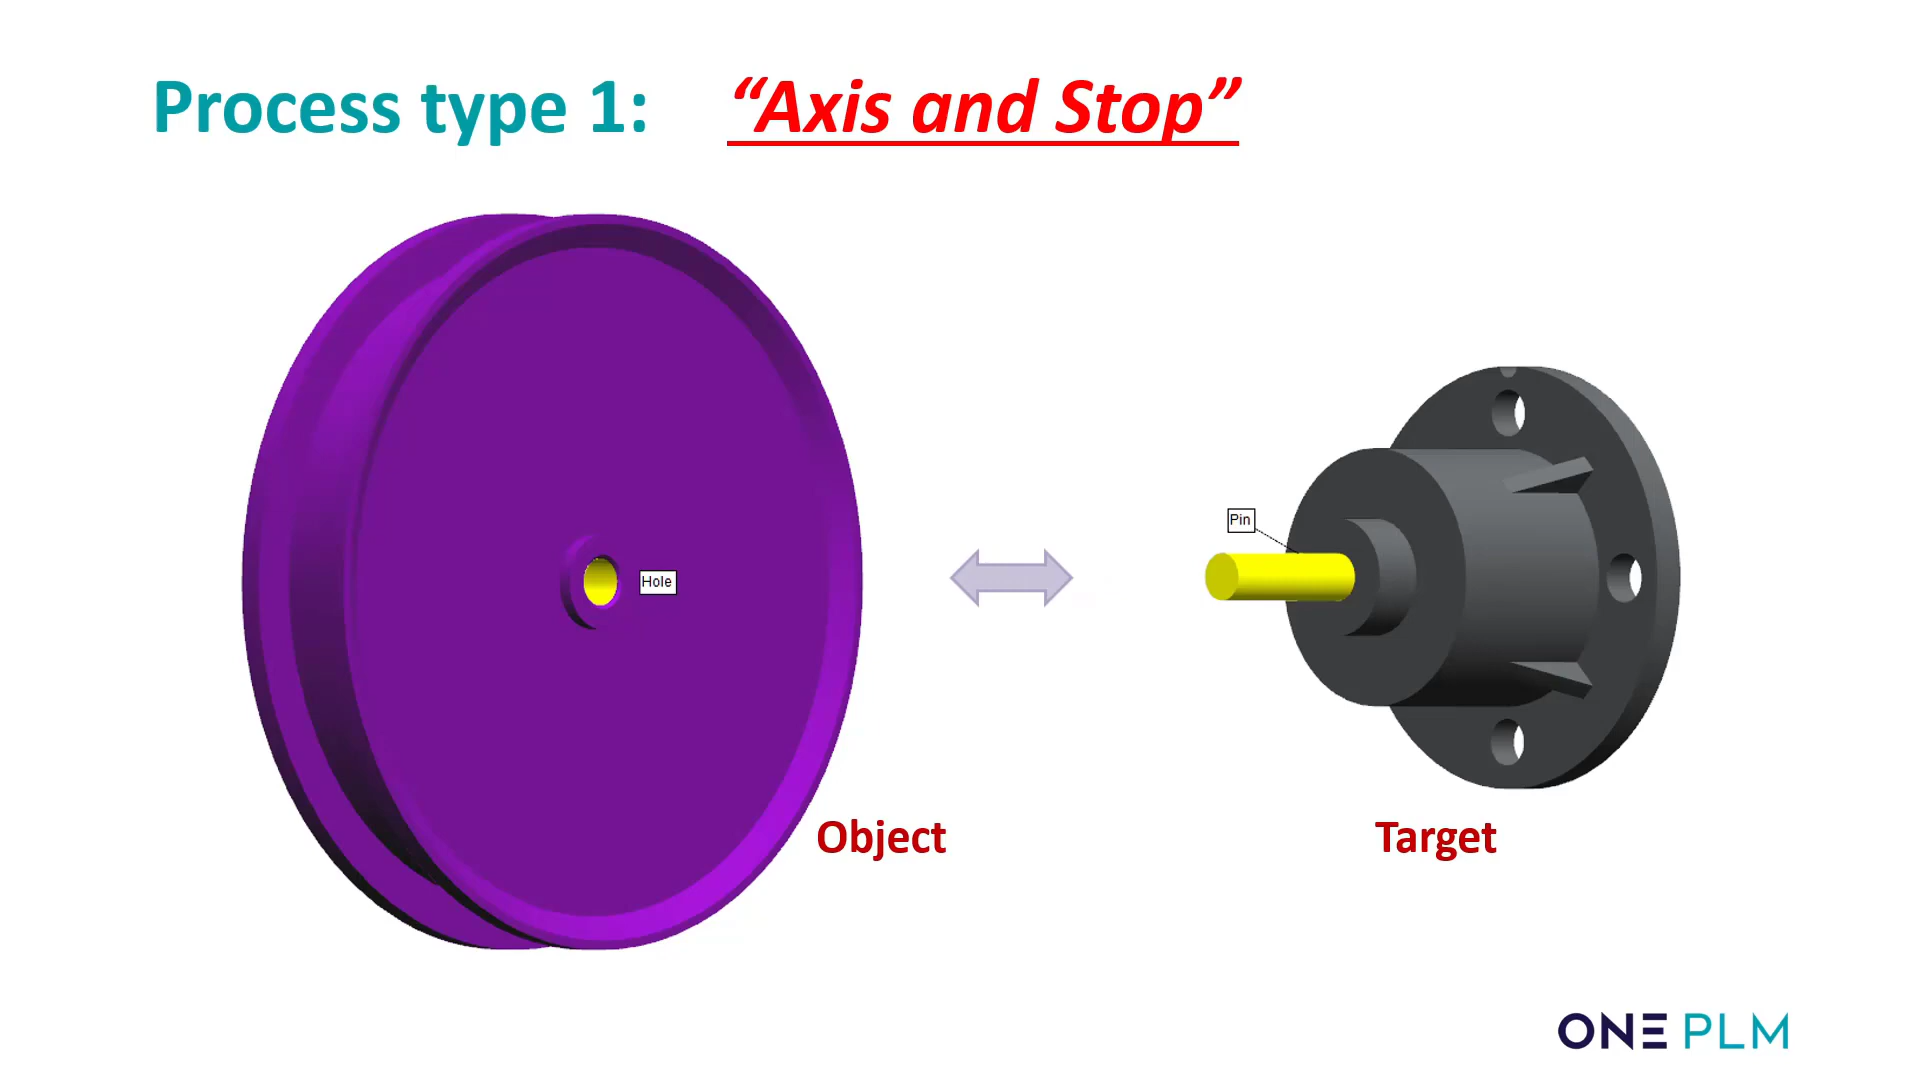 Process type 1: “Axis and Stop”
Pin
Hole
Object
Target
ONE PLM